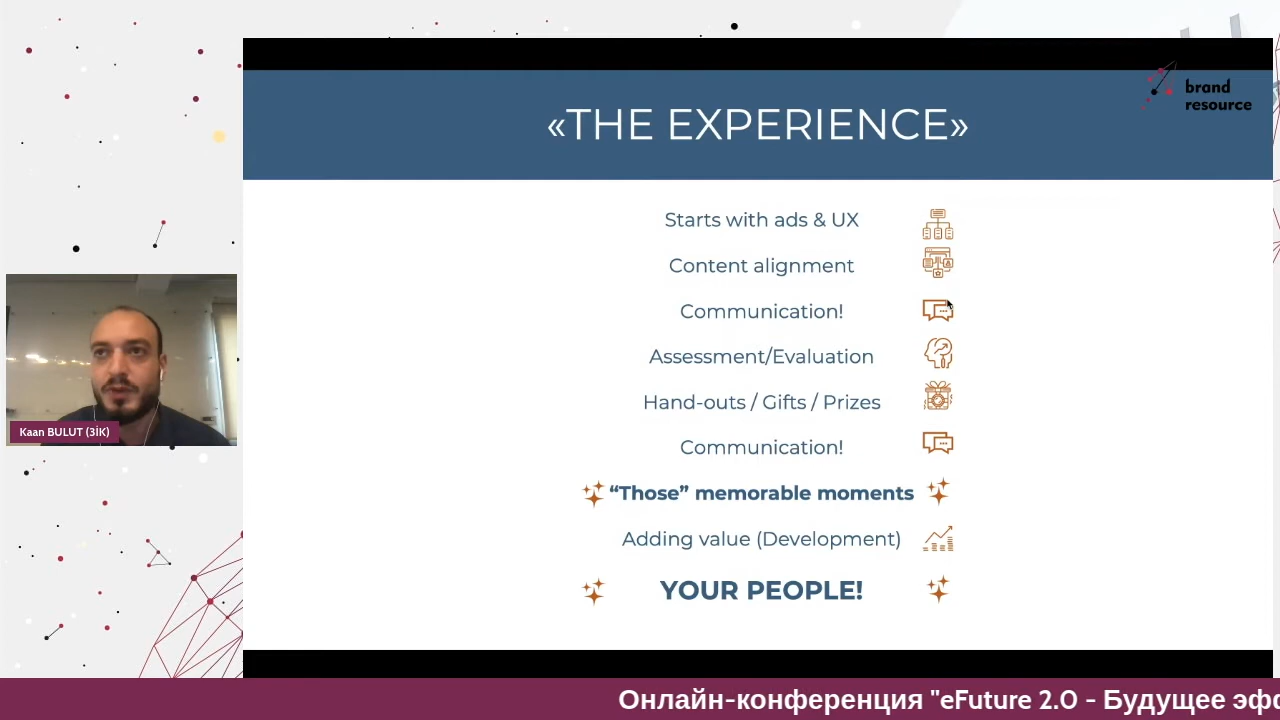 brand
resource
«THE EXPERIENCE»
Starts with ads & UX
Content alignment
Communication!
Assessment/Evaluation
Hand-outs / Gifts / Prizes
Communication!
“Those” memorable moments
Adding value (Development)
YOUR PEOPLE!
Kaan BULUT (3İK)
Онлайн-конференция "eFuture 2.0 - Будущее эфф